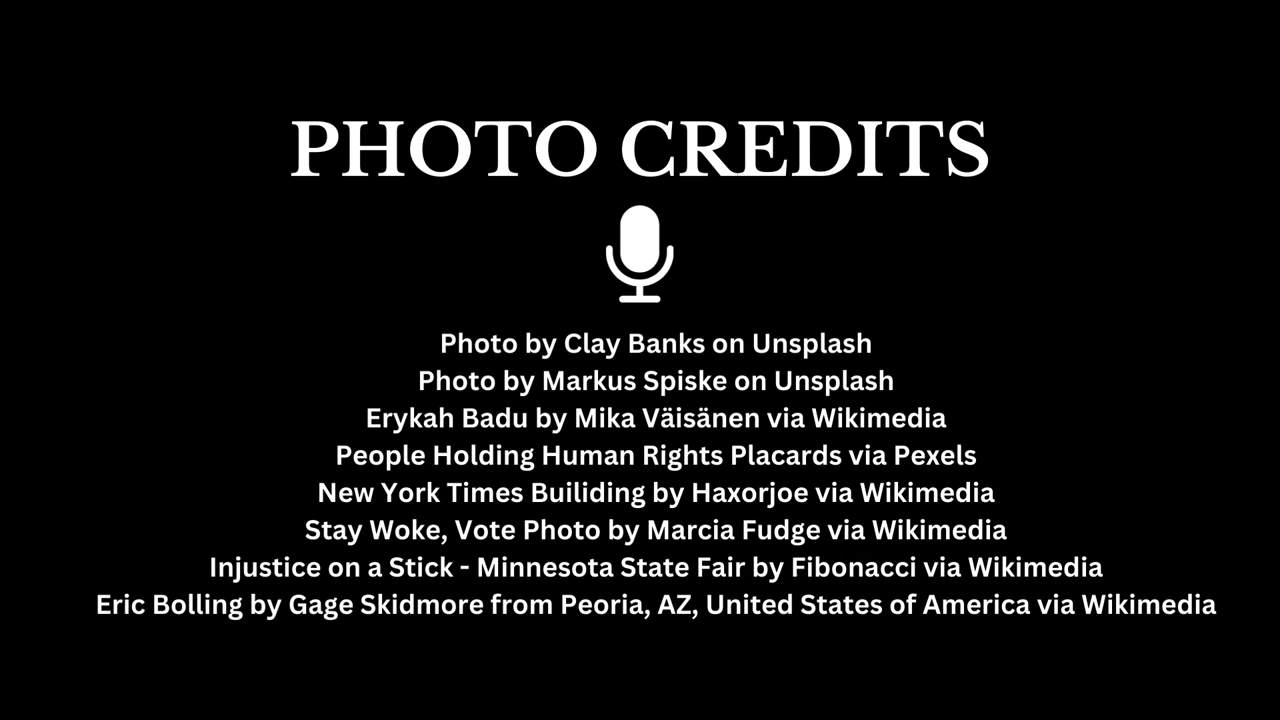 PHOTO CREDITS
Photo by Clay Banks on Unsplash
Photo by Markus Spiske on Unsplash
Erykah Badu by Mika Väisänen via Wikimedia
People Holding Human Rights Placards via Pexels
New York Times Builiding by Haxorjoe via Wikimedia
Stay Woke, Vote Photo by Marcia Fudge via Wikimedia
Injustice on a Stick - Minnesota State Fair by Fibonacci via Wikimedia
Eric Bolling by Gage Skidmore from Peoria, AZ, United States of America via Wikimedia